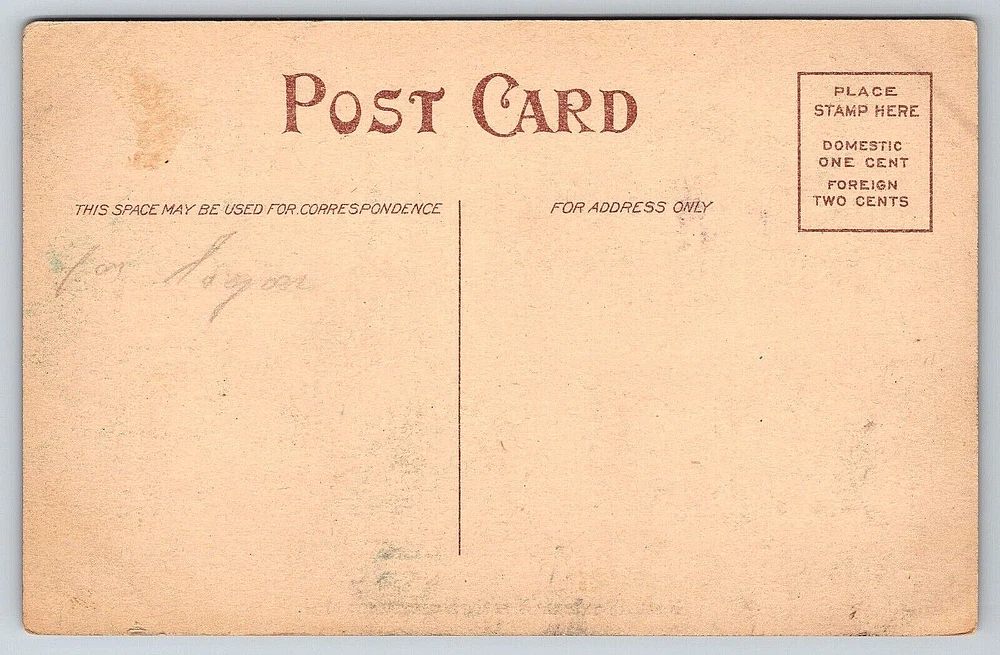 POST CARD
PLACE
STAMP HERE
DOMESTIC
ONE CENT
FOREIGN
TWO CENTS
THIS SPACE MAY BE USED FOR CORRESPONDENCE
FOR ADDRESS ONLY